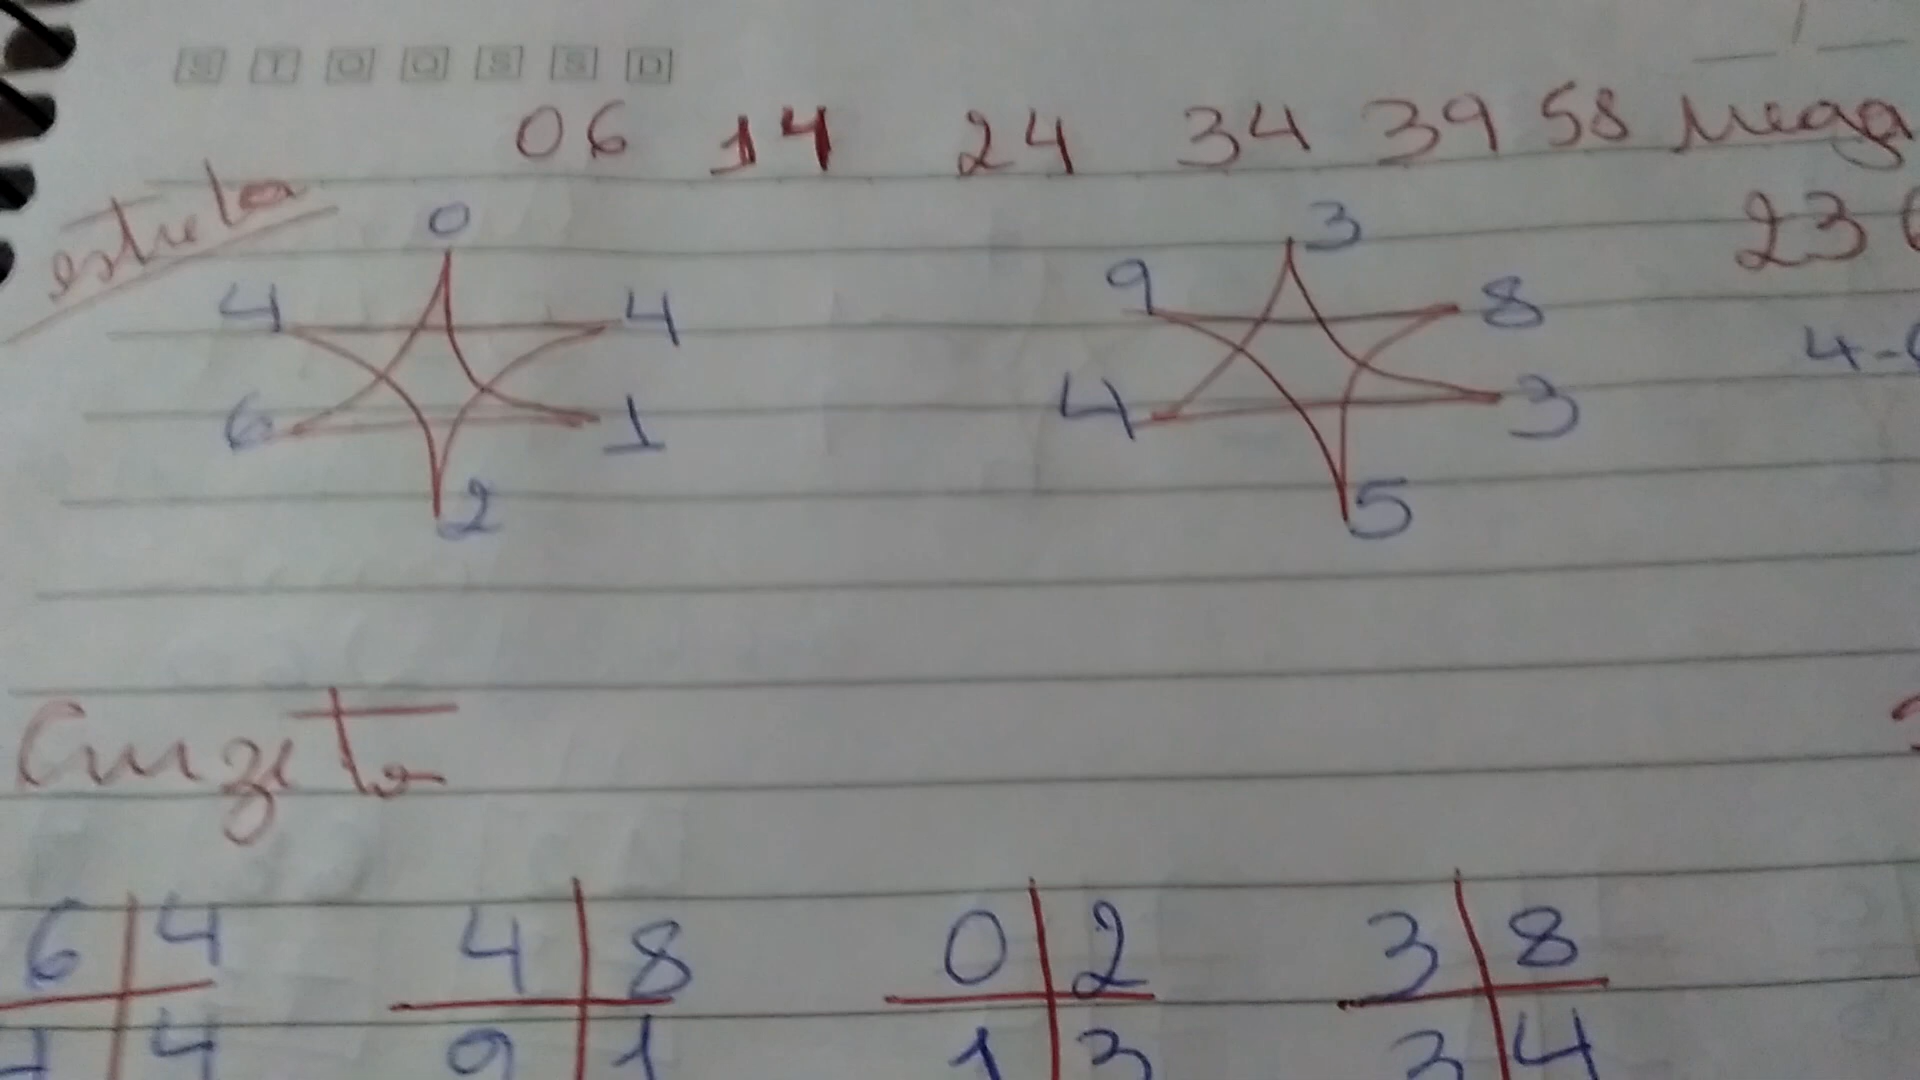 S T Q Q S S D
06 14 24 34 39 58 mega
estrela
0 3 23
4 4 9 8
4-
6 1 4 3
2 5
Cruzeta
6 4 4 8 0 2 3 8
1 4 9 1 1 3 3 4